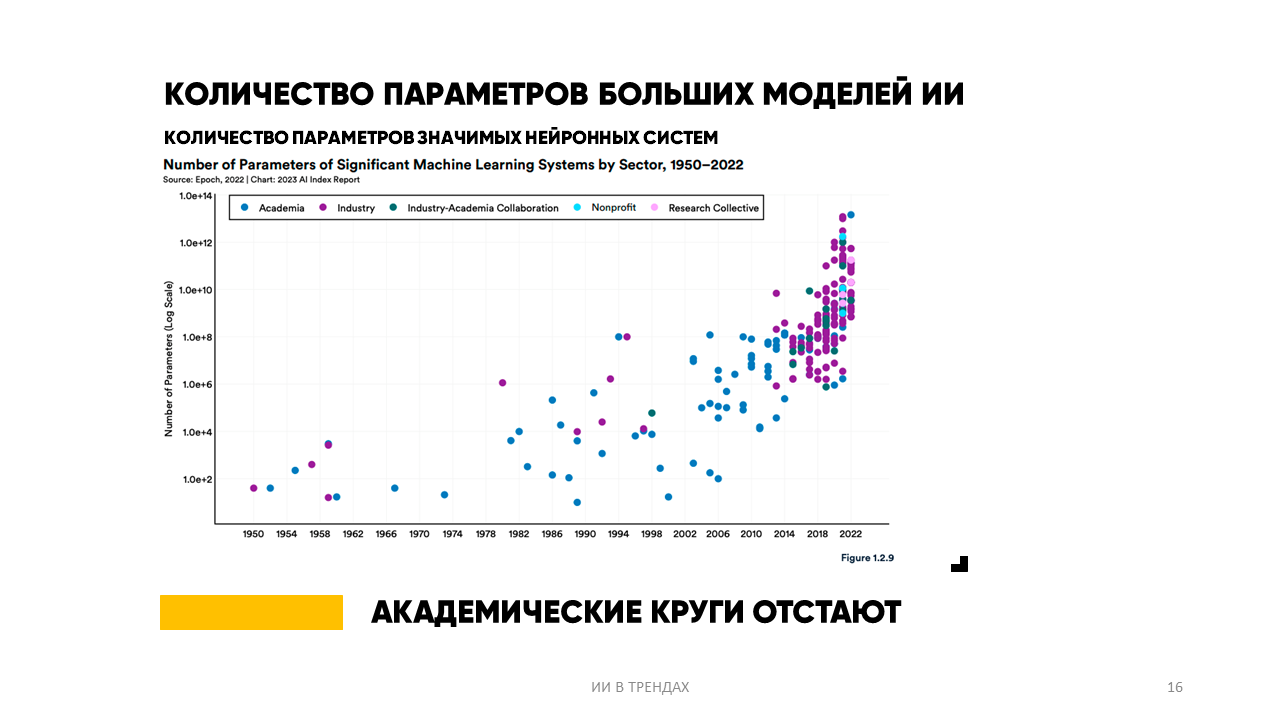 КОЛИЧЕСТВО ПАРАМЕТРОВ БОЛЬШИХ МОДЕЛЕЙ ИИ
КОЛИЧЕСТВО ПАРАМЕТРОВ ЗНАЧИМЫХ НЕЙРОННЫХ СИСТЕМ
Number of Parameters of Significant Machine Learning Systems by Sector, 1950–2022
Source: Epoch, 2022 | Chart: 2023 AI Index Report
Academia Industry Industry-Academia Collaboration Nonprofit Research Collective
Number of Parameters (Log Scale)
1.0e+14
1.0e+12
1.0e+10
1.0e+8
1.0e+6
1.0e+4
1.0e+2
1950 1954 1958 1962 1966 1970 1974 1978 1982 1986 1990 1994 1998 2002 2006 2010 2014 2018 2022
Figure 1.2.9
АКАДЕМИЧЕСКИЕ КРУГИ ОТСТАЮТ
ИИ В ТРЕНДАХ
16